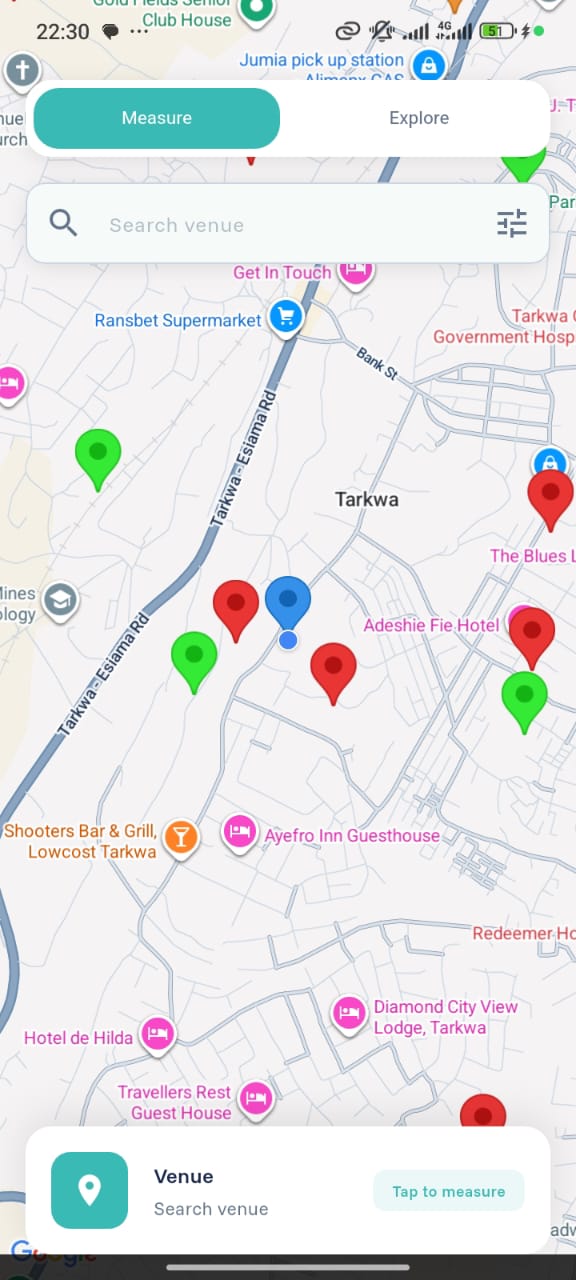 Gold Fields Senior
Club House
22:30
4G
51
Jumia pick up station
Alimenx GAS
J. T
Measure
Explore
Par
Search venue
Get In Touch
Ransbet Supermarket
Tarkwa G
Government Hosp
Bank St
Tarkwa - Esiama Rd
Tarkwa
The Blues L
Mines
ology
Adeshie Fie Hotel
Tarkwa - Esiama Rd
Shooters Bar & Grill,
Lowcost Tarkwa
Ayefro Inn Guesthouse
Redeemer Ho
Diamond City View
Lodge, Tarkwa
Hotel de Hilda
Travellers Rest
Guest House
Venue
Search venue
Tap to measure
adw
Google